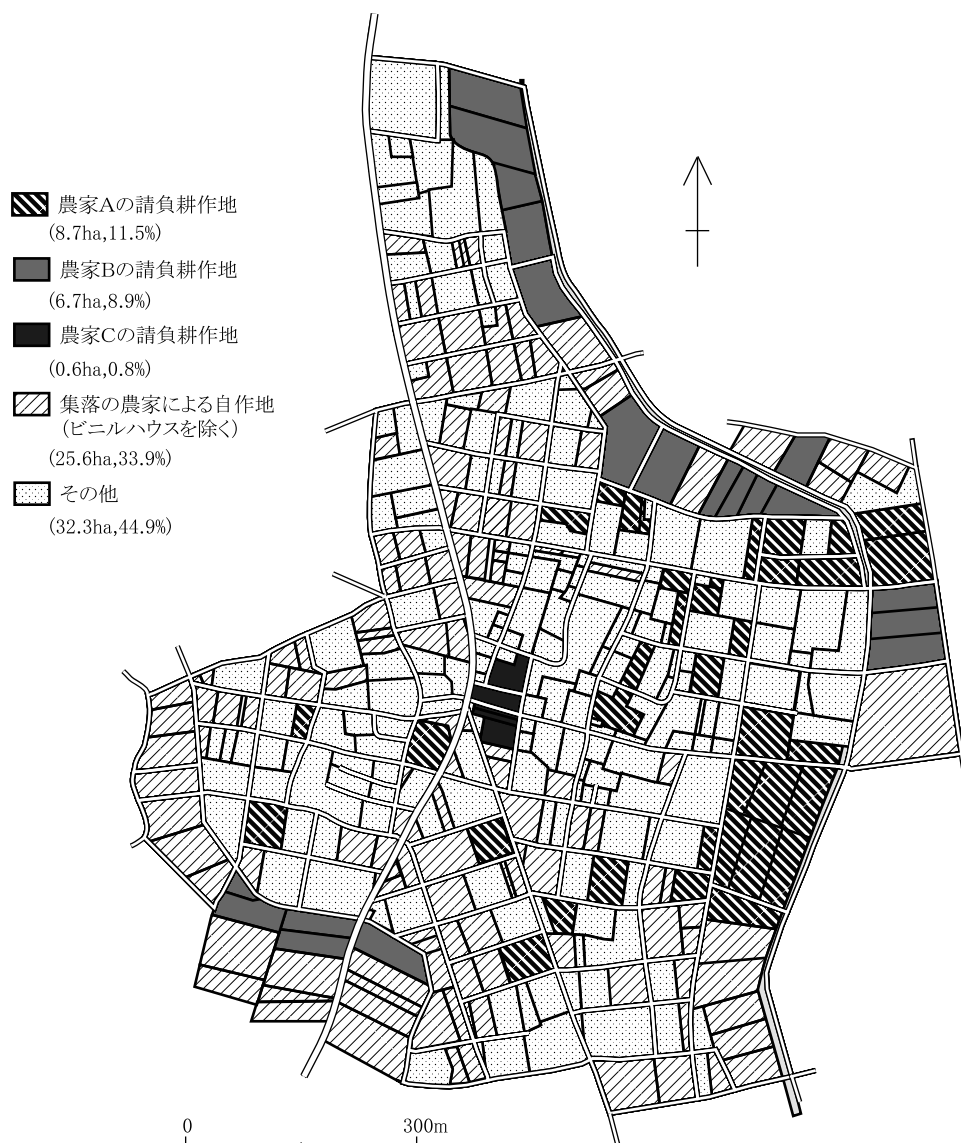 農家Aの請負耕作地
(8.7ha,11.5%)
農家Bの請負耕作地
(6.7ha,8.9%)
農家Cの請負耕作地
(0.6ha,0.8%)
集落の農家による自作地
(ビニルハウスを除く)
(25.6ha,33.9%)
その他
(32.3ha,44.9%)
0 300m